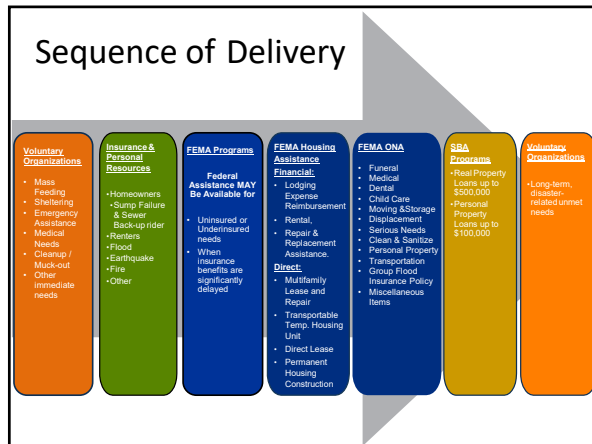 Sequence of Delivery
Voluntary
Organizations
• Mass
Feeding
• Sheltering
• Emergency
Assistance
• Medical
Needs
• Cleanup /
Muck-out
• Other
immediate
needs
Insurance &
Personal
Resources
• Homeowners
• Sump Failure
& Sewer
Back-up rider
• Renters
• Flood
• Earthquake
• Fire
• Other
FEMA Programs
Federal
Assistance MAY
Be Available for
• Uninsured or
Underinsured
needs
• When
insurance
benefits are
significantly
delayed
FEMA Housing
Assistance
Financial:
• Lodging
Expense
Reimbursement
• Rental,
• Repair &
Replacement
Assistance.
Direct:
• Multifamily
Lease and
Repair
• Transportable
Temp. Housing
Unit
• Direct Lease
• Permanent
Housing
Construction
FEMA ONA
• Funeral
• Medical
• Dental
• Child Care
• Moving &Storage
• Displacement
• Serious Needs
• Clean & Sanitize
• Personal Property
• Transportation
• Group Flood
Insurance Policy
• Miscellaneous
Items
SBA
Programs
• Real Property
Loans up to
$500,000
• Personal
Property
Loans up to
$100,000
Voluntary
Organizations
• Long-term,
disaster-
related unmet
needs